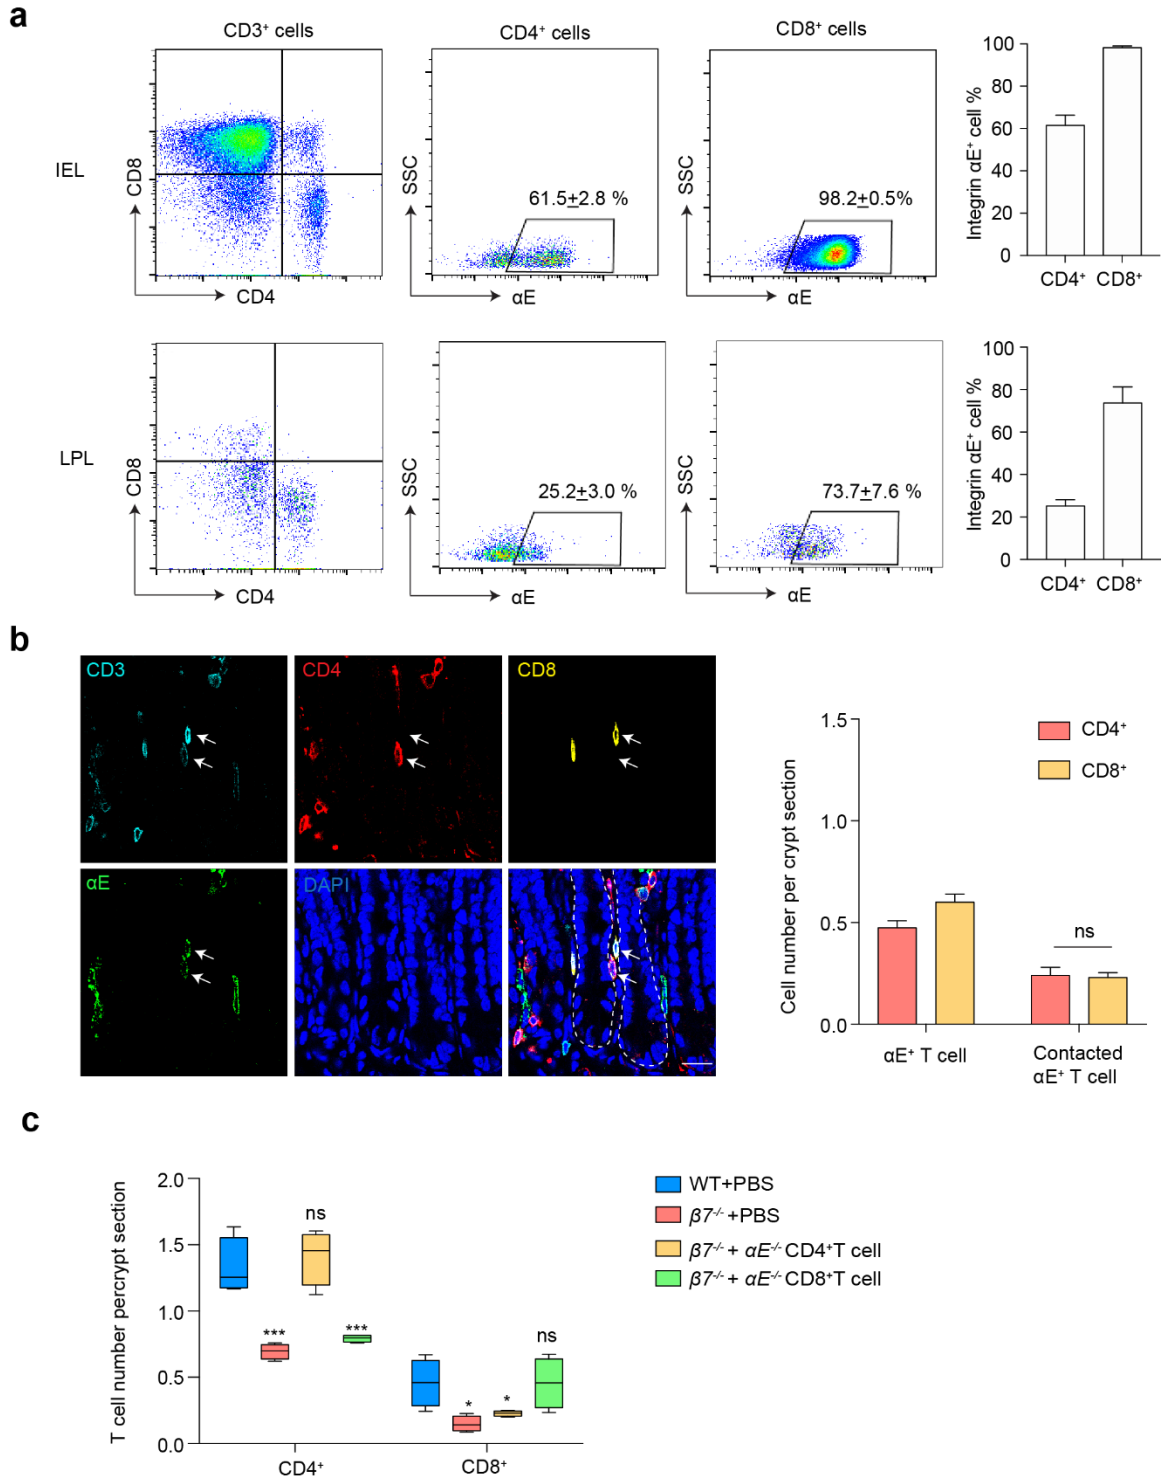 a
CD3⁺ cells
CD4⁺ cells
CD8⁺ cells
IEL
CD8
CD4
SSC
61.5±2.8 %
αE
SSC
98.2±0.5%
αE
Integrin αE⁺ cell %
100
80
60
40
20
0
CD4⁺ CD8⁺
LPL
CD8
CD4
SSC
25.2±3.0 %
αE
SSC
73.7±7.6 %
αE
Integrin αE⁺ cell %
100
80
60
40
20
0
CD4⁺ CD8⁺
b
CD3
CD4
CD8
αE
DAPI
Cell number per crypt section
1.5
1.0
0.5
0.0
CD4⁺
CD8⁺
ns
αE⁺ T cell
Contacted
αE⁺ T cell
c
T cell number percrypt section
2.0
1.5
1.0
0.5
0.0
***
ns
***
*
*
ns
CD4⁺
CD8⁺
WT+PBS
β7⁻/⁻ +PBS
β7⁻/⁻ + αE⁻/⁻ CD4⁺T cell
β7⁻/⁻ + αE⁻/⁻ CD8⁺T cell